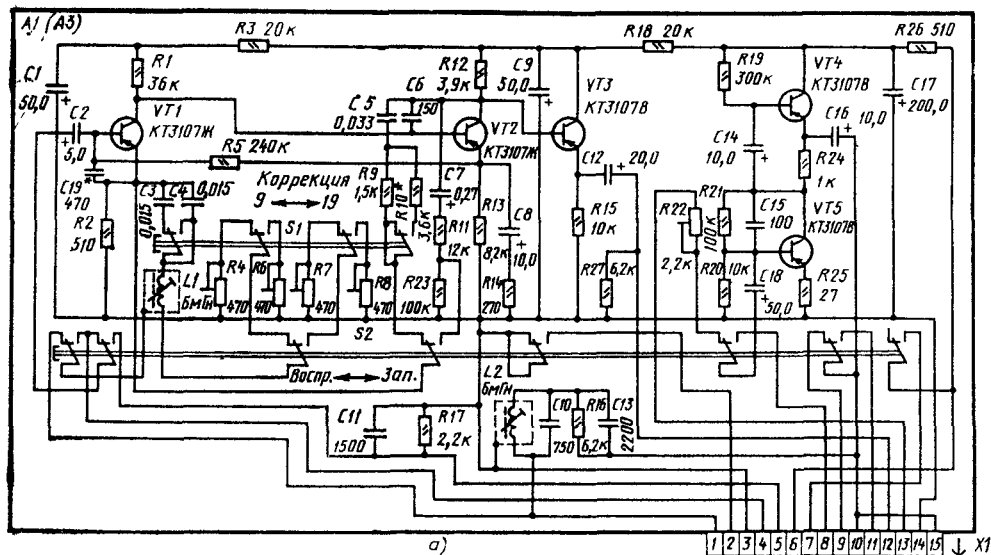 А1 (А3)
R3 20к
R18 20к
R26 510
C1
50,0
R1
36к
C2
5,0
VT1
КТ3107Ж
R5 240к
C19*
470
R2
510
C3
0,015
C4
0,015
Коррекция
9 ↔ 19
S1
L1
6мГн
R4
470
R6
470
R7
470
R8
470
C5
0,033
C6
150
R12
3,9к
VT2
КТ3107Ж
R9
1,5к
R10*
3,6к
C7
0,27
R11
12к
R23
100к
R13
8,2к
C8
10,0
R14
270
C9
50,0
VT3
КТ3107В
C12
20,0
R15
10к
R27
6,2к
R19
300к
VT4
КТ3107В
C14
10,0
C16
10,0
C17
200,0
R24
1к
R22
2,2к
R21
100к
C15
100
VT5
КТ3107В
R20
10к
C18
50,0
R25
27
S2
Воспр. ↔ Зап.
C11
1500
R17
2,2к
L2
6мГн
C10
750
R16
6,2к
C13
2200
1 2 3 4 5 6 7 8 9 10 11 12 13 14 15 ↓ X1
а)